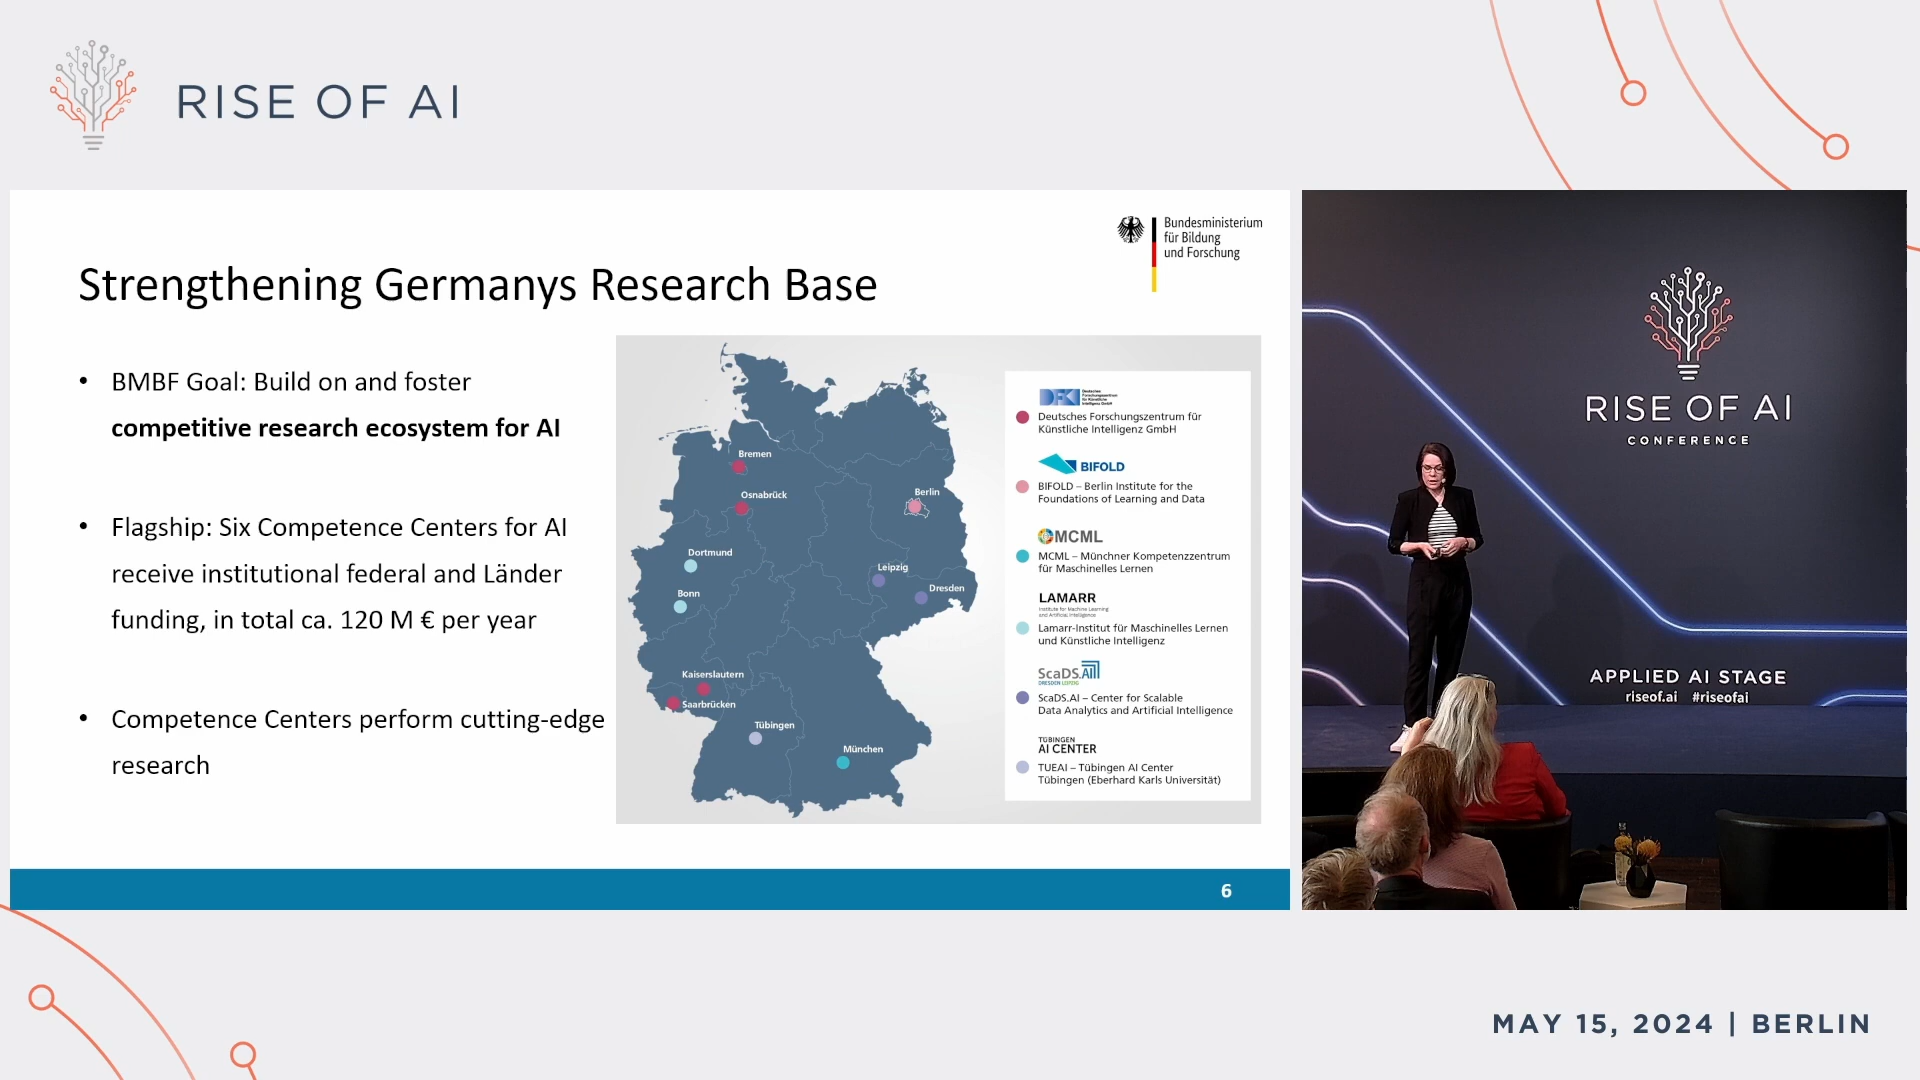 RISE OF AI
Bundesministerium
für Bildung
und Forschung
Strengthening Germanys Research Base
• BMBF Goal: Build on and foster
competitive research ecosystem for AI
• Flagship: Six Competence Centers for AI
receive institutional federal and Länder
funding, in total ca. 120 M € per year
• Competence Centers perform cutting-edge
research
Bremen
Osnabrück
Berlin
Dortmund
Leipzig
Bonn
Dresden
Kaiserslautern
Saarbrücken
Tübingen
München
DFKI
Deutsches
Forschungszentrum
für Künstliche
Intelligenz GmbH
Deutsches Forschungszentrum für
Künstliche Intelligenz GmbH
BIFOLD
BIFOLD – Berlin Institute for the
Foundations of Learning and Data
MCML
MCML – Münchner Kompetenzzentrum
für Maschinelles Lernen
LAMARR
Institute for Machine Learning
and Artificial Intelligence
Lamarr-Institut für Maschinelles Lernen
und Künstliche Intelligenz
ScaDS.AI
DRESDEN LEIPZIG
ScaDS.AI – Center for Scalable
Data Analytics and Artificial Intelligence
TÜBINGEN
AI CENTER
TUEAI – Tübingen AI Center
Tübingen (Eberhard Karls Universität)
6
RISE OF AI
CONFERENCE
APPLIED AI STAGE
riseof.ai #riseofai
MAY 15, 2024 | BERLIN